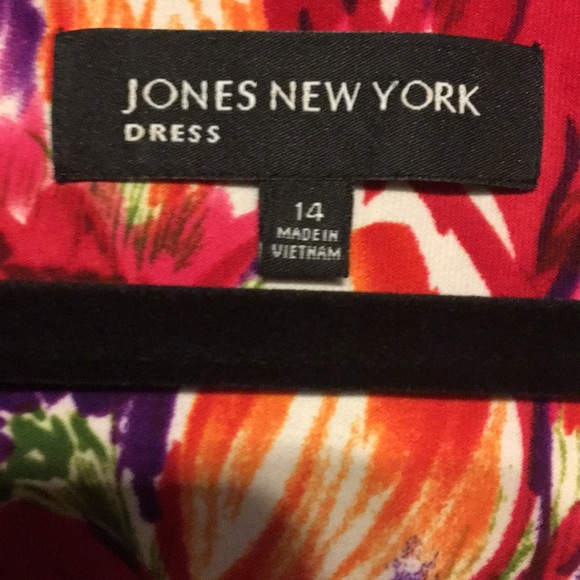 JONES NEW YORK
DRESS
14
MADE IN
VIETNAM